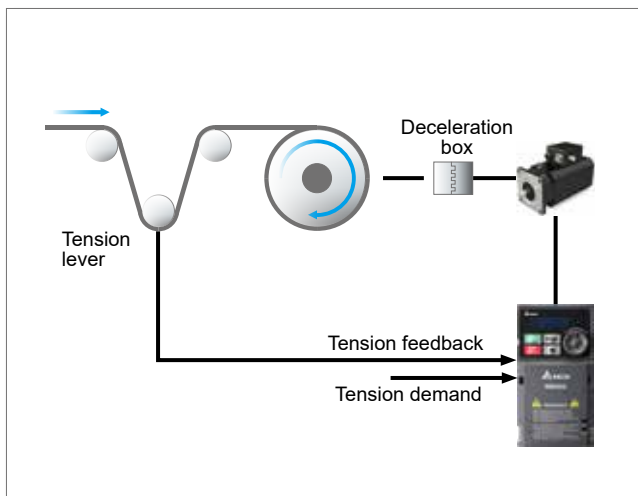 Deceleration
box
Tension
lever
Tension feedback
Tension demand